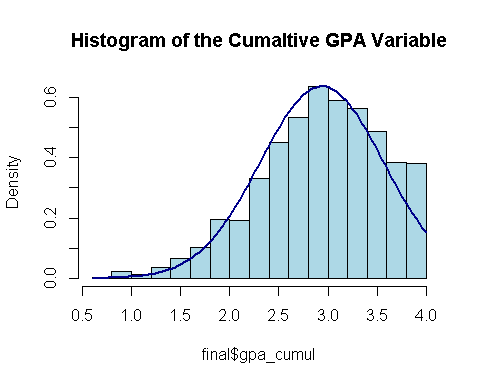 Histogram of the Cumaltive GPA Variable
Density
0.6
0.4
0.2
0.0
0.5 1.0 1.5 2.0 2.5 3.0 3.5 4.0
final$gpa_cumul